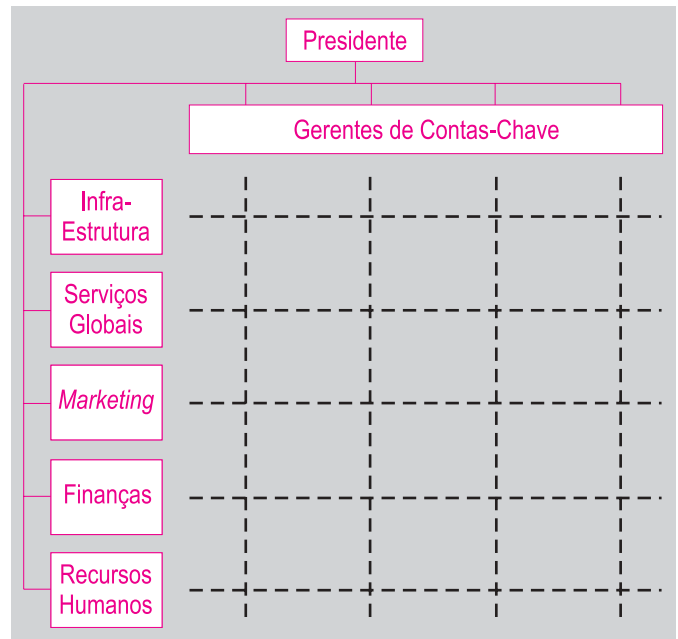 Presidente
Gerentes de Contas-Chave
Infra-
Estrutura
Serviços
Globais
Marketing
Finanças
Recursos
Humanos